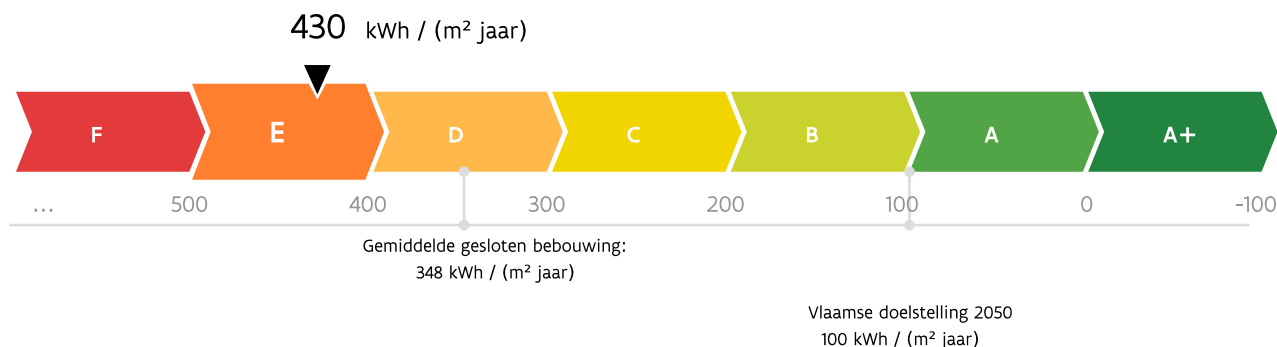 430 kWh / (m² jaar)
F E D C B A A+
... 500 400 300 200 100 0 -100
Gemiddelde gesloten bebouwing:
348 kWh / (m² jaar)
Vlaamse doelstelling 2050
100 kWh / (m² jaar)